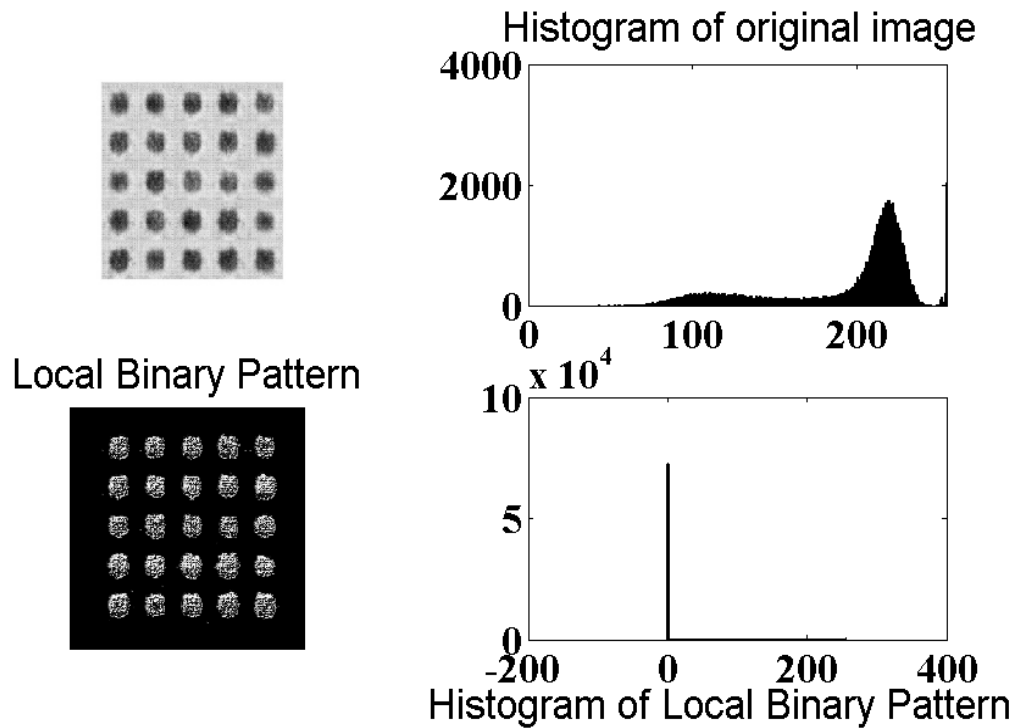 Histogram of original image
4000
2000
0
0 100 200
Local Binary Pattern
x 10^4
10
5
0
-200 0 200 400
Histogram of Local Binary Pattern